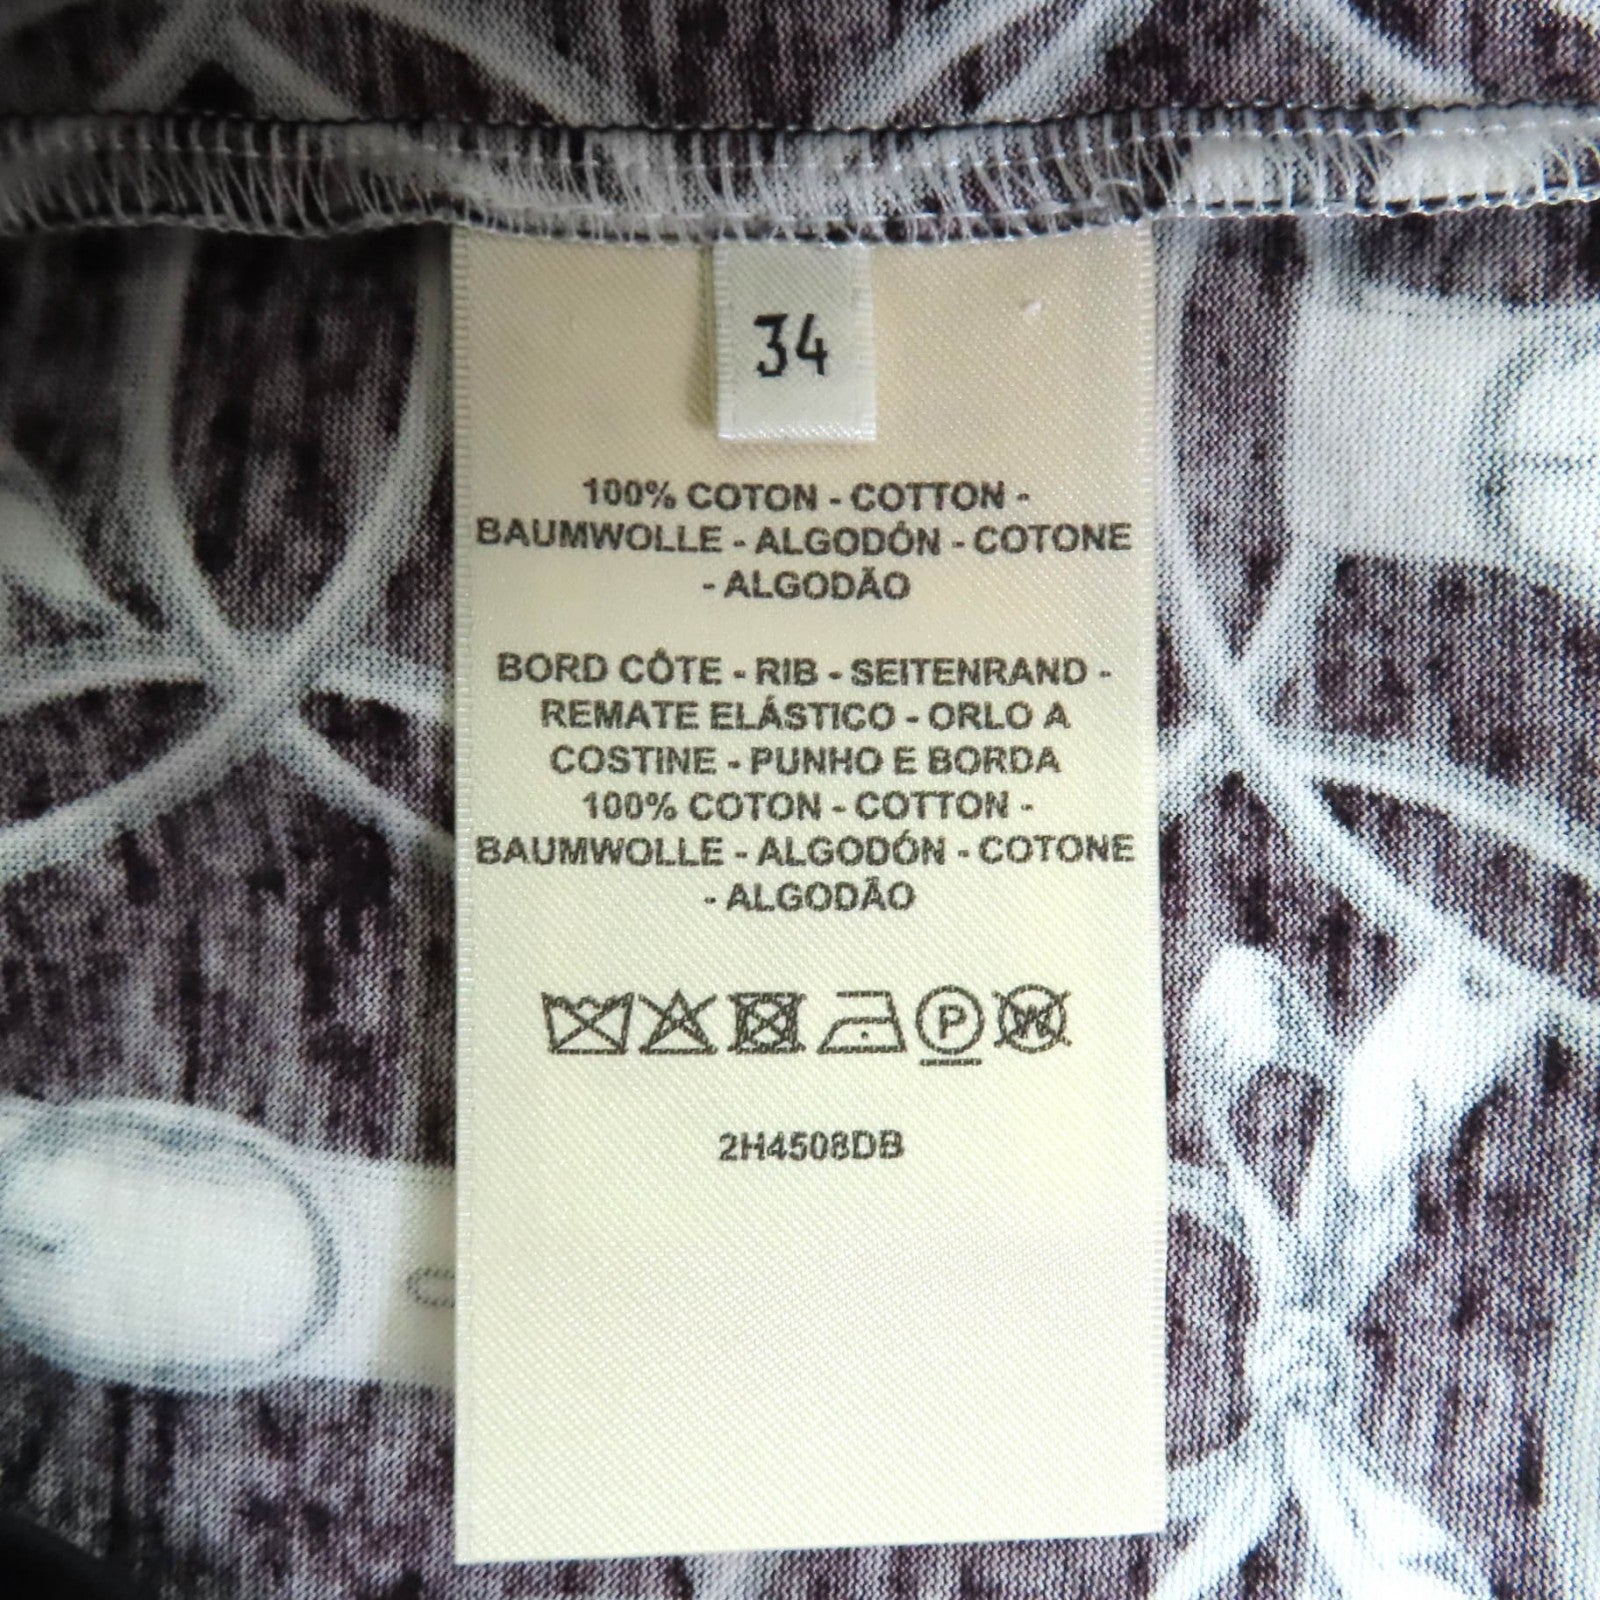 34
100% COTON - COTTON -
BAUMWOLLE - ALGODÓN - COTONE
- ALGODÃO
BORD CÔTE - RIB - SEITENRAND -
REMATE ELÁSTICO - ORLO A
COSTINE - PUNHO E BORDA
100% COTON - COTTON -
BAUMWOLLE - ALGODÓN - COTONE
- ALGODÃO
P W
2H4508DB